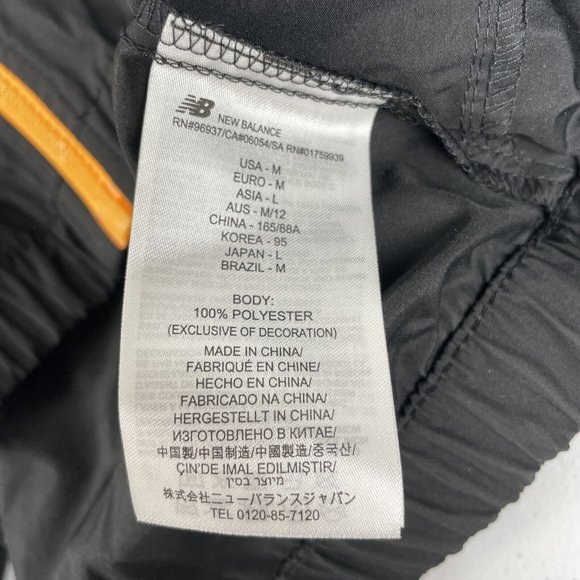 NB NEW BALANCE
RN#96937/CA#06054/SA RN#01759939
USA - M
EURO - M
ASIA - L
AUS - M/12
CHINA - 165/88A
KOREA - 95
JAPAN - L
BRAZIL - M
BODY:
100% POLYESTER
(EXCLUSIVE OF DECORATION)
MADE IN CHINA/
FABRIQUÉ EN CHINE/
HECHO EN CHINA/
FABRICADO NA CHINA/
HERGESTELLT IN CHINA/
ИЗГОТОВЛЕНО В КИТАЕ/
中国製/中国制造/中國製造/중국제조/
ÇIN'DE IMAL EDILMIŞTIR/
מיוצר בסין/
株式会社ニューバランスジャパン
TEL 0120-85-7120